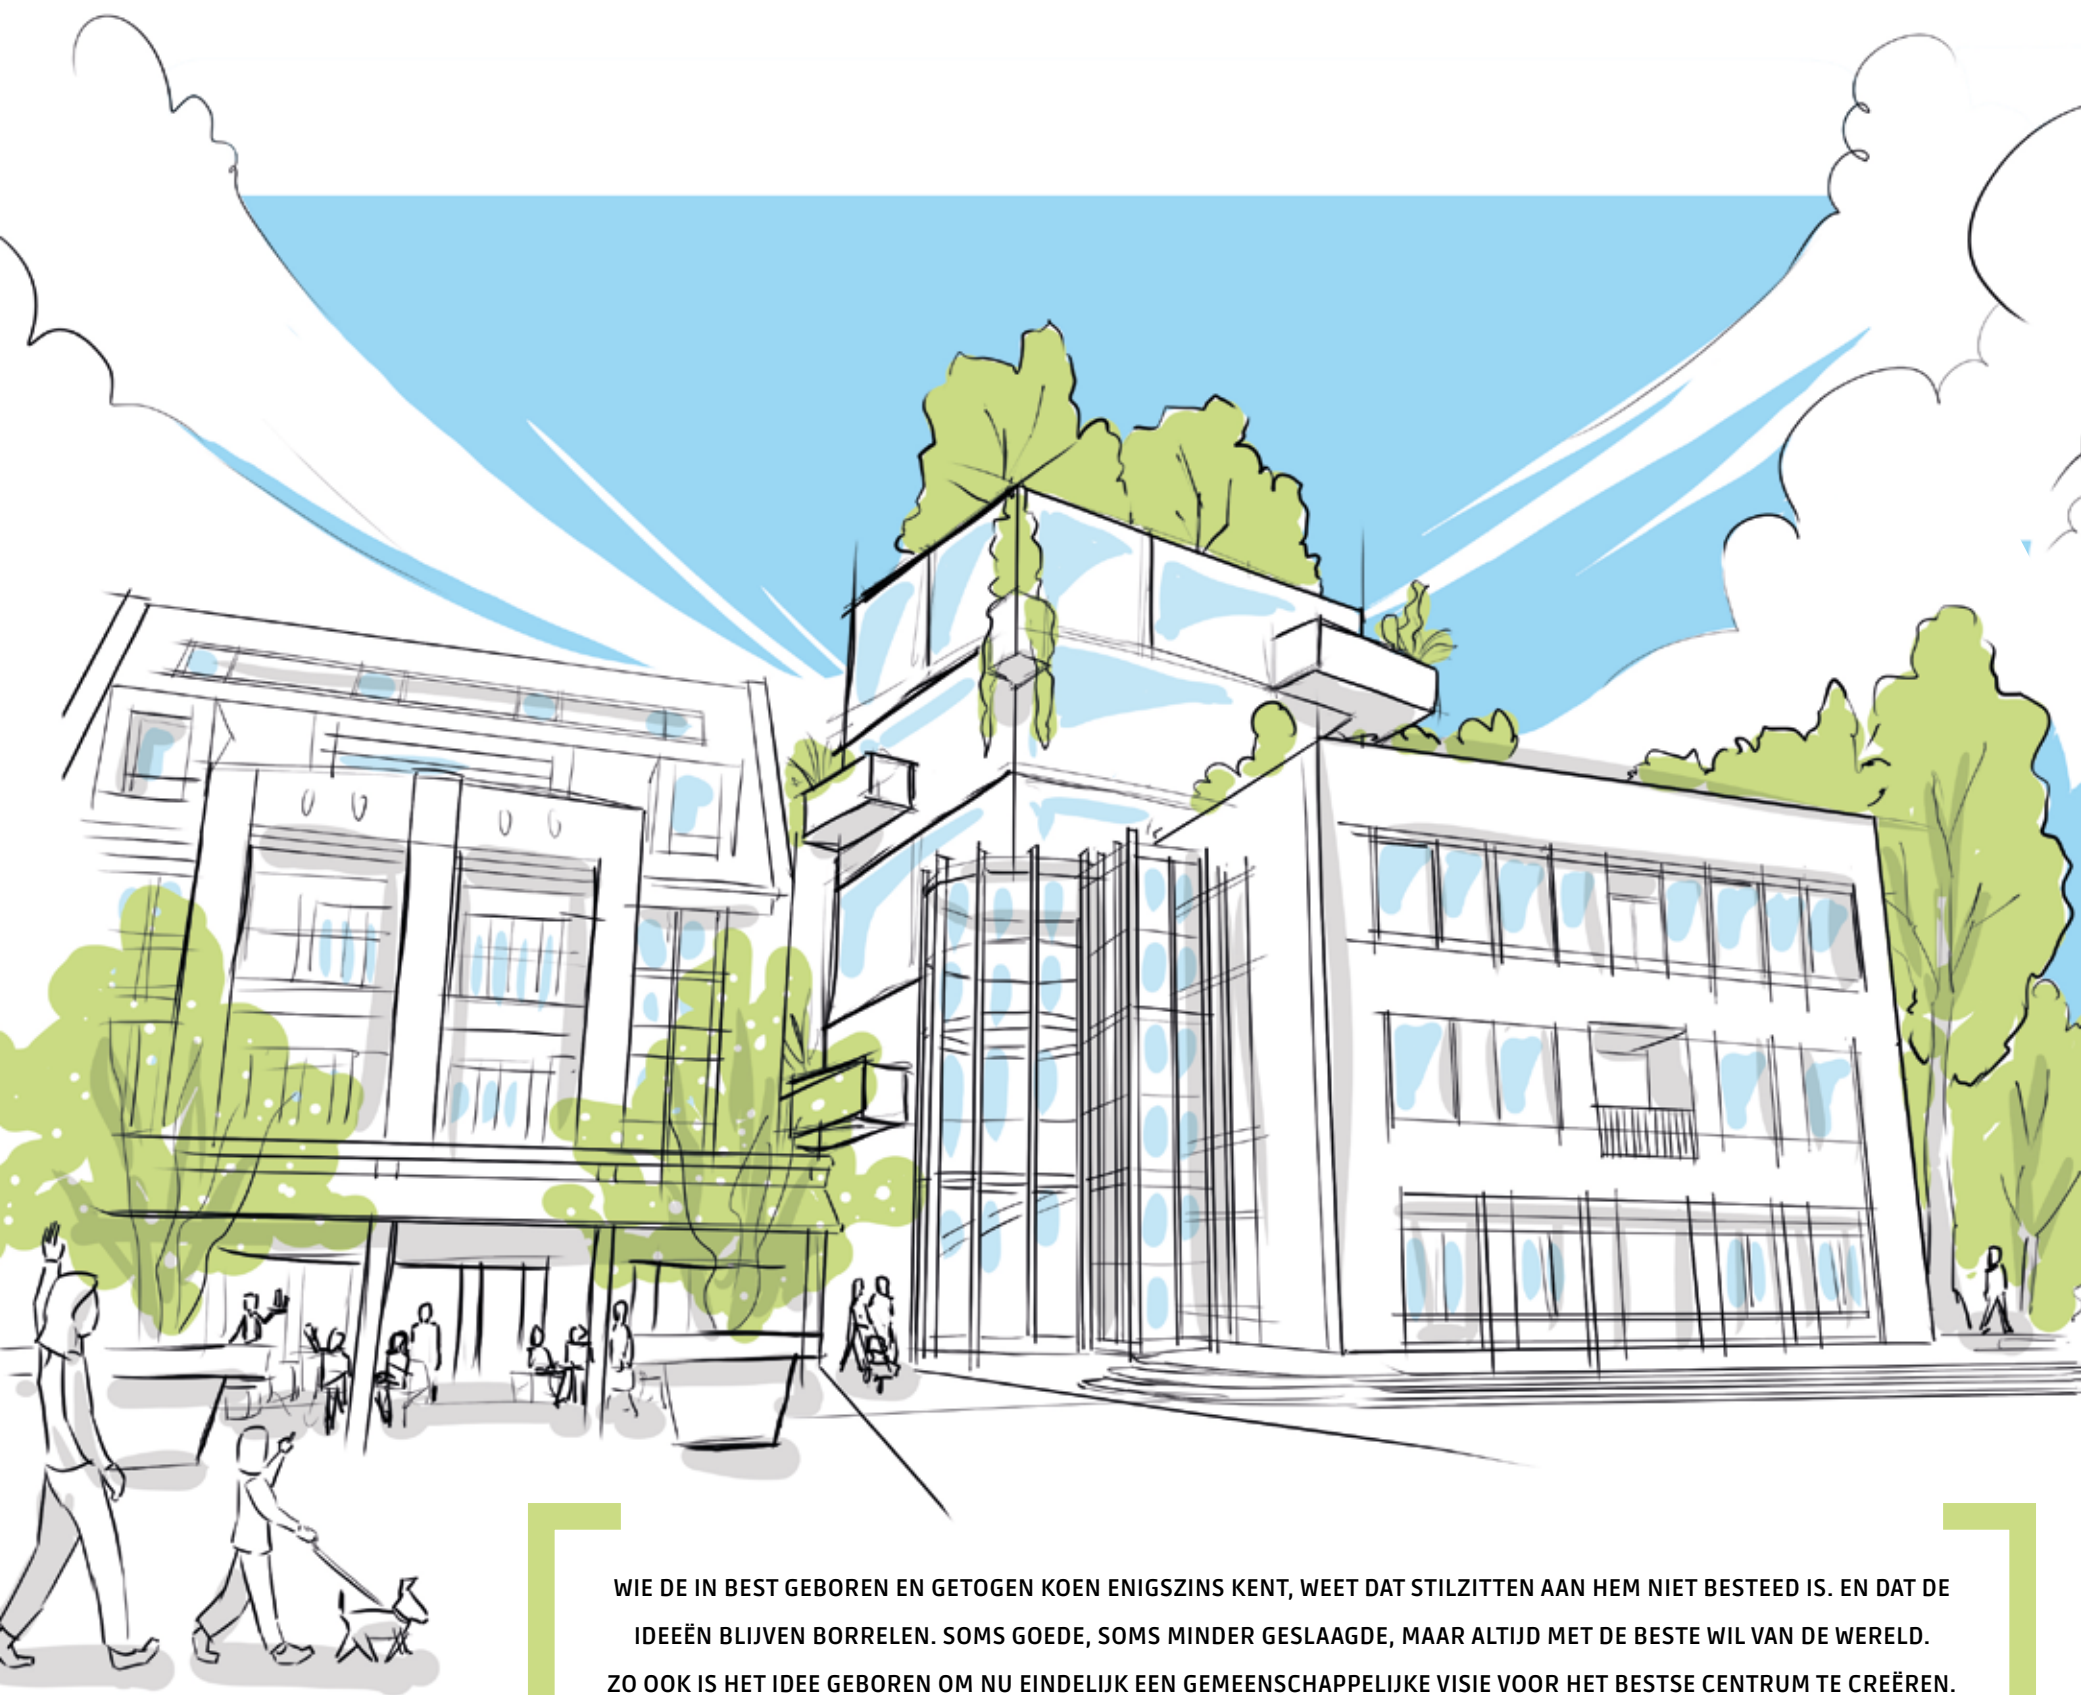 WIE DE IN BEST GEBOREN EN GETOGEN KOEN ENIGSZINS KENT, WEET DAT STILZITTEN AAN HEM NIET BESTEED IS. EN DAT DE
IDEEËN BLIJVEN BORRELEN. SOMS GOEDE, SOMS MINDER GESLAAGDE, MAAR ALTIJD MET DE BESTE WIL VAN DE WERELD.
ZO OOK IS HET IDEE GEBOREN OM NU EINDELIJK EEN GEMEENSCHAPPELIJKE VISIE VOOR HET BESTSE CENTRUM TE CREËREN.